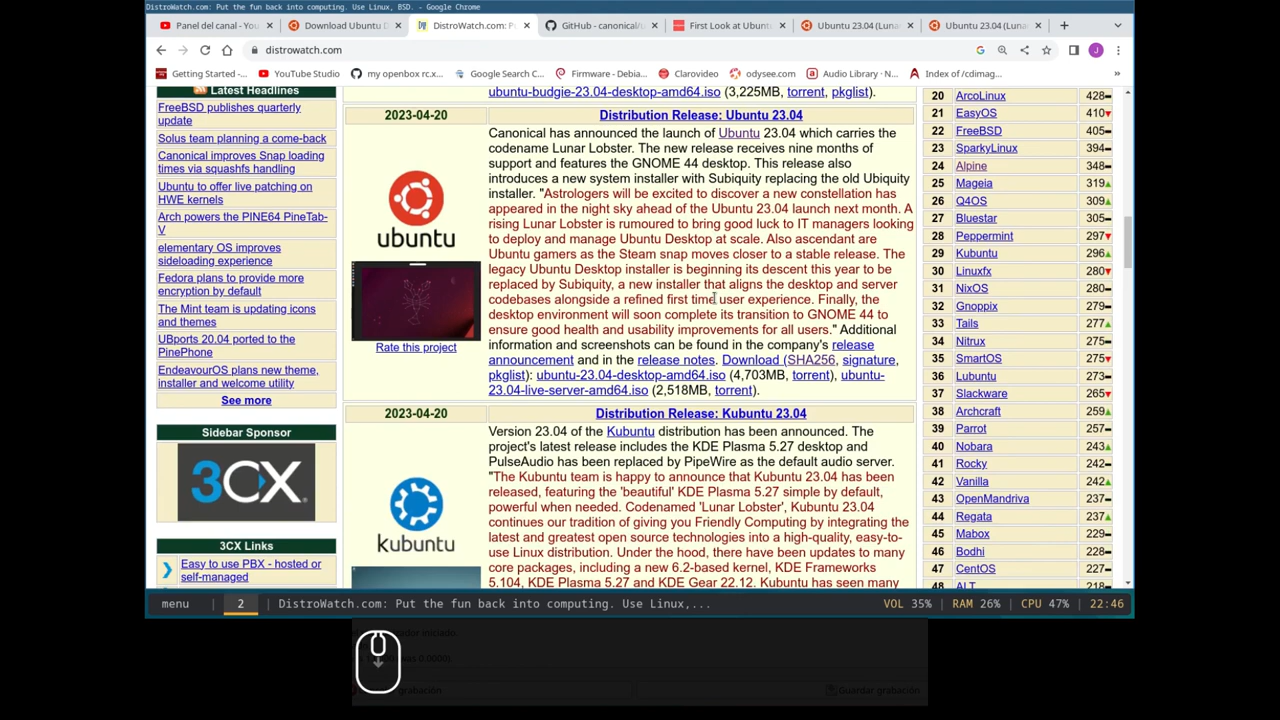 DistroWatch.com: Put the fun back into computing. Use Linux, BSD. - Google Chrome
Panel del canal - You
Download Ubuntu D
DistroWatch.com: Pu
GitHub - canonical/u
First Look at Ubuntu
Ubuntu 23.04 (Luna
Ubuntu 23.04 (Luna
distrowatch.com
Getting Started -...
YouTube Studio
my openbox rc.x...
Google Search C...
Firmware - Debia...
Clarovideo
odysee.com
Audio Library · N...
Index of /cdimag...
»
Latest Headlines
FreeBSD publishes quarterly
update
Solus team planning a come-back
Canonical improves Snap loading
times via squashfs handling
Ubuntu to offer live patching on
HWE kernels
Arch powers the PINE64 PineTab-
V
elementary OS improves
sideloading experience
Fedora plans to provide more
encryption by default
The Mint team is updating icons
and themes
UBports 20.04 ported to the
PinePhone
EndeavourOS plans new theme,
installer and welcome utility
See more
Sidebar Sponsor
3CX
3CX Links
Easy to use PBX - hosted or
self-managed
ubuntu-budgie-23.04-desktop-amd64.iso (3,225MB, torrent, pkglist).
2023-04-20
Distribution Release: Ubuntu 23.04
ubuntu
Rate this project
Canonical has announced the launch of Ubuntu 23.04 which carries the
codename Lunar Lobster. The new release receives nine months of
support and features the GNOME 44 desktop. This release also
introduces a new system installer with Subiquity replacing the old Ubiquity
installer. "Astrologers will be excited to discover a new constellation has
appeared in the night sky ahead of the Ubuntu 23.04 launch next month. A
rising Lunar Lobster is rumoured to bring good luck to IT managers looking
to deploy and manage Ubuntu Desktop at scale. Also ascendant are
Ubuntu gamers as the Steam snap moves closer to a stable release. The
legacy Ubuntu Desktop installer is beginning its descent this year to be
replaced by Subiquity, a new installer that aligns the desktop and server
codebases alongside a refined first time user experience. Finally, the
desktop environment will soon complete its transition to GNOME 44 to
ensure good health and usability improvements for all users." Additional
information and screenshots can be found in the company's release
announcement and in the release notes. Download (SHA256, signature,
pkglist): ubuntu-23.04-desktop-amd64.iso (4,703MB, torrent), ubuntu-
23.04-live-server-amd64.iso (2,518MB, torrent).
2023-04-20
Distribution Release: Kubuntu 23.04
kubuntu
Version 23.04 of the Kubuntu distribution has been announced. The
project's latest release includes the KDE Plasma 5.27 desktop and
PulseAudio has been replaced by PipeWire as the default audio server.
"The Kubuntu team is happy to announce that Kubuntu 23.04 has been
released, featuring the 'beautiful' KDE Plasma 5.27 simple by default,
powerful when needed. Codenamed 'Lunar Lobster', Kubuntu 23.04
continues our tradition of giving you Friendly Computing by integrating the
latest and greatest open source technologies into a high-quality, easy-to-
use Linux distribution. Under the hood, there have been updates to many
core packages, including a new 6.2-based kernel, KDE Frameworks
5.104, KDE Plasma 5.27 and KDE Gear 22.12. Kubuntu has seen many
20 ArcoLinux 428
21 EasyOS 410
22 FreeBSD 405
23 SparkyLinux 394
24 Alpine 348
25 Mageia 319
26 Q4OS 309
27 Bluestar 305
28 Peppermint 297
29 Kubuntu 296
30 Linuxfx 280
31 NixOS 280
32 Gnoppix 279
33 Tails 277
34 Nitrux 275
35 SmartOS 275
36 Lubuntu 273
37 Slackware 265
38 Archcraft 259
39 Parrot 257
40 Nobara 243
41 Rocky 242
42 Vanilla 242
43 OpenMandriva 237
44 Regata 237
45 Mabox 229
46 Bodhi 228
47 CentOS 227
48 ALT 218
menu | 2 | DistroWatch.com: Put the fun back into computing. Use Linux,...
VOL 35% | RAM 26% | CPU 47% | 22:46
iniciado.
0.0000s
grabación
Guardar grabación